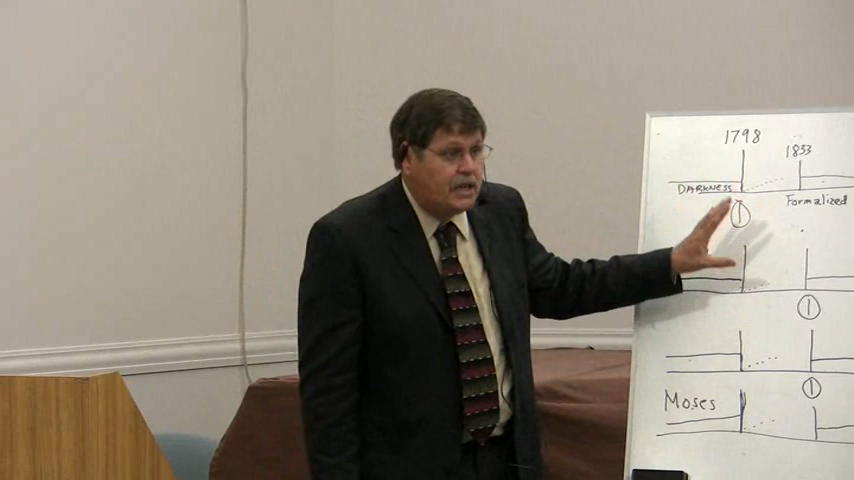 1798
1833
DARKNESS
Formalized
1
1
1
Moses